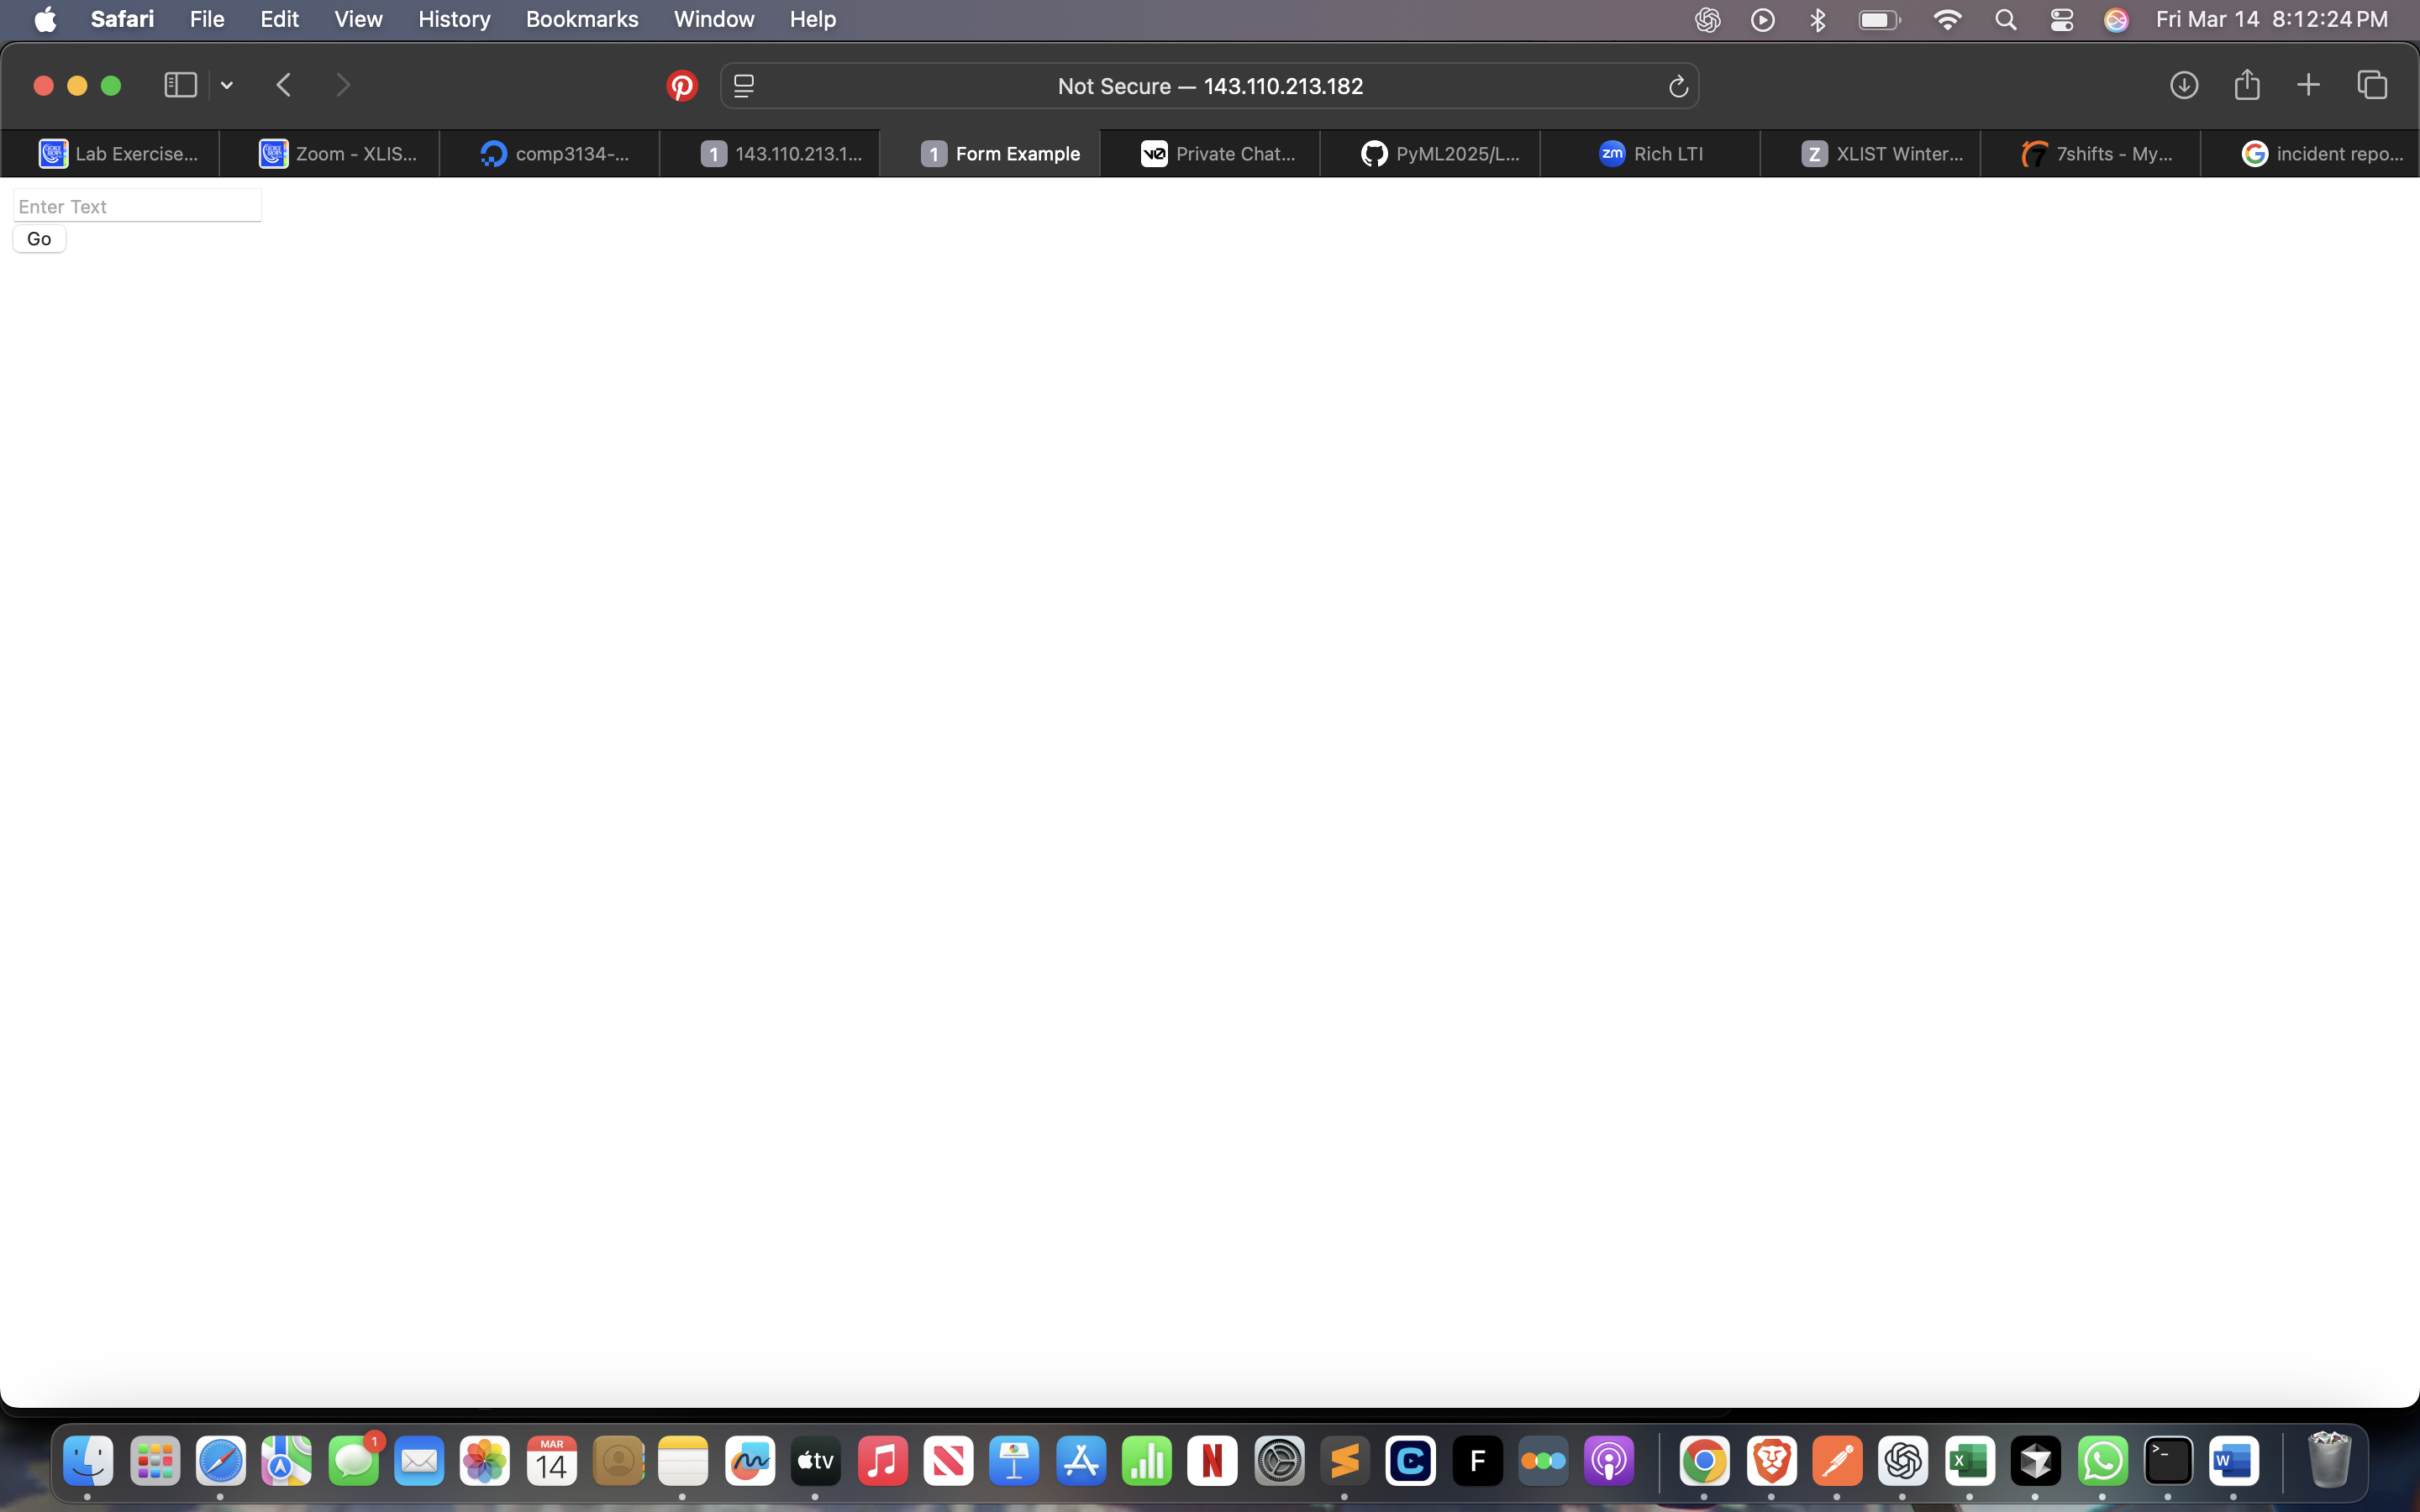 Safari File Edit View History Bookmarks Window Help Fri Mar 14 8:12:24 PM
Not Secure — 143.110.213.182
Lab Exercise... Zoom - XLIS... comp3134-... 1 143.110.213.1... 1 Form Example v0 Private Chat... PyML2025/L... zm Rich LTI Z XLIST Winter... 7shifts - My... G incident repo...
Enter Text
Go
1 MAR 14 tv N C F X >_ W